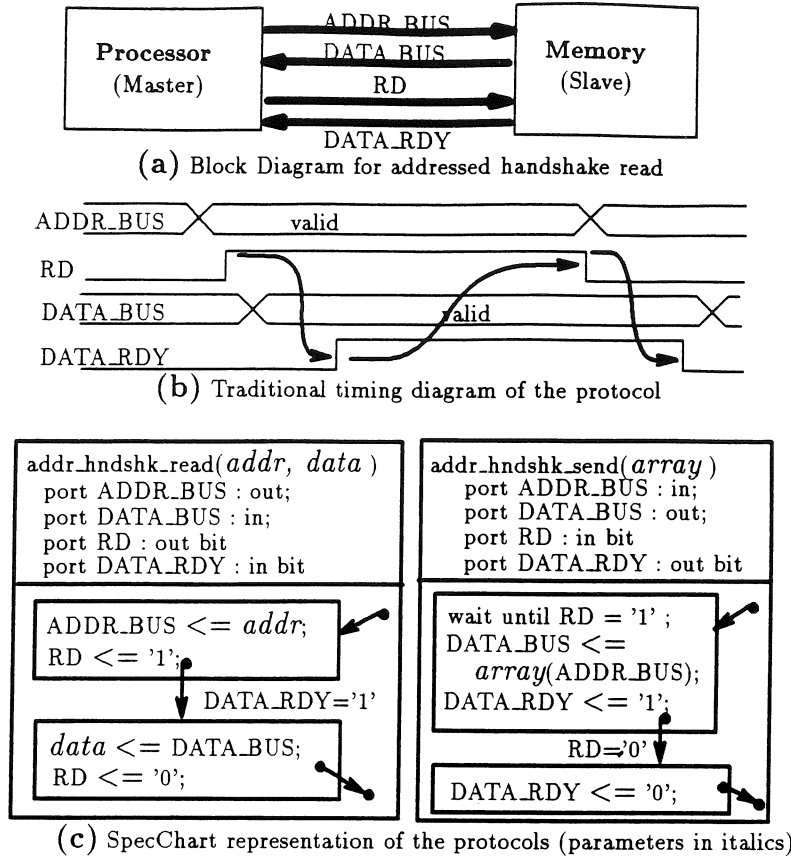 ADDR_BUS
Processor
(Master)
DATA_BUS
Memory
(Slave)
RD
DATA_RDY
(a) Block Diagram for addressed handshake read
ADDR_BUS
valid
RD
DATA_BUS
valid
DATA_RDY
(b) Traditional timing diagram of the protocol
addr_hndshk_read(addr, data )
port ADDR_BUS : out;
port DATA_BUS : in;
port RD : out bit
port DATA_RDY : in bit
ADDR_BUS <= addr;
RD <= '1';
DATA_RDY='1'
data <= DATA_BUS;
RD <= '0';
addr_hndshk_send(array )
port ADDR_BUS : in;
port DATA_BUS : out;
port RD : in bit
port DATA_RDY : out bit
wait until RD = '1' ;
DATA_BUS <=
array(ADDR_BUS);
DATA_RDY <= '1';
RD='0'
DATA_RDY <= '0';
(c) SpecChart representation of the protocols (parameters in italics)